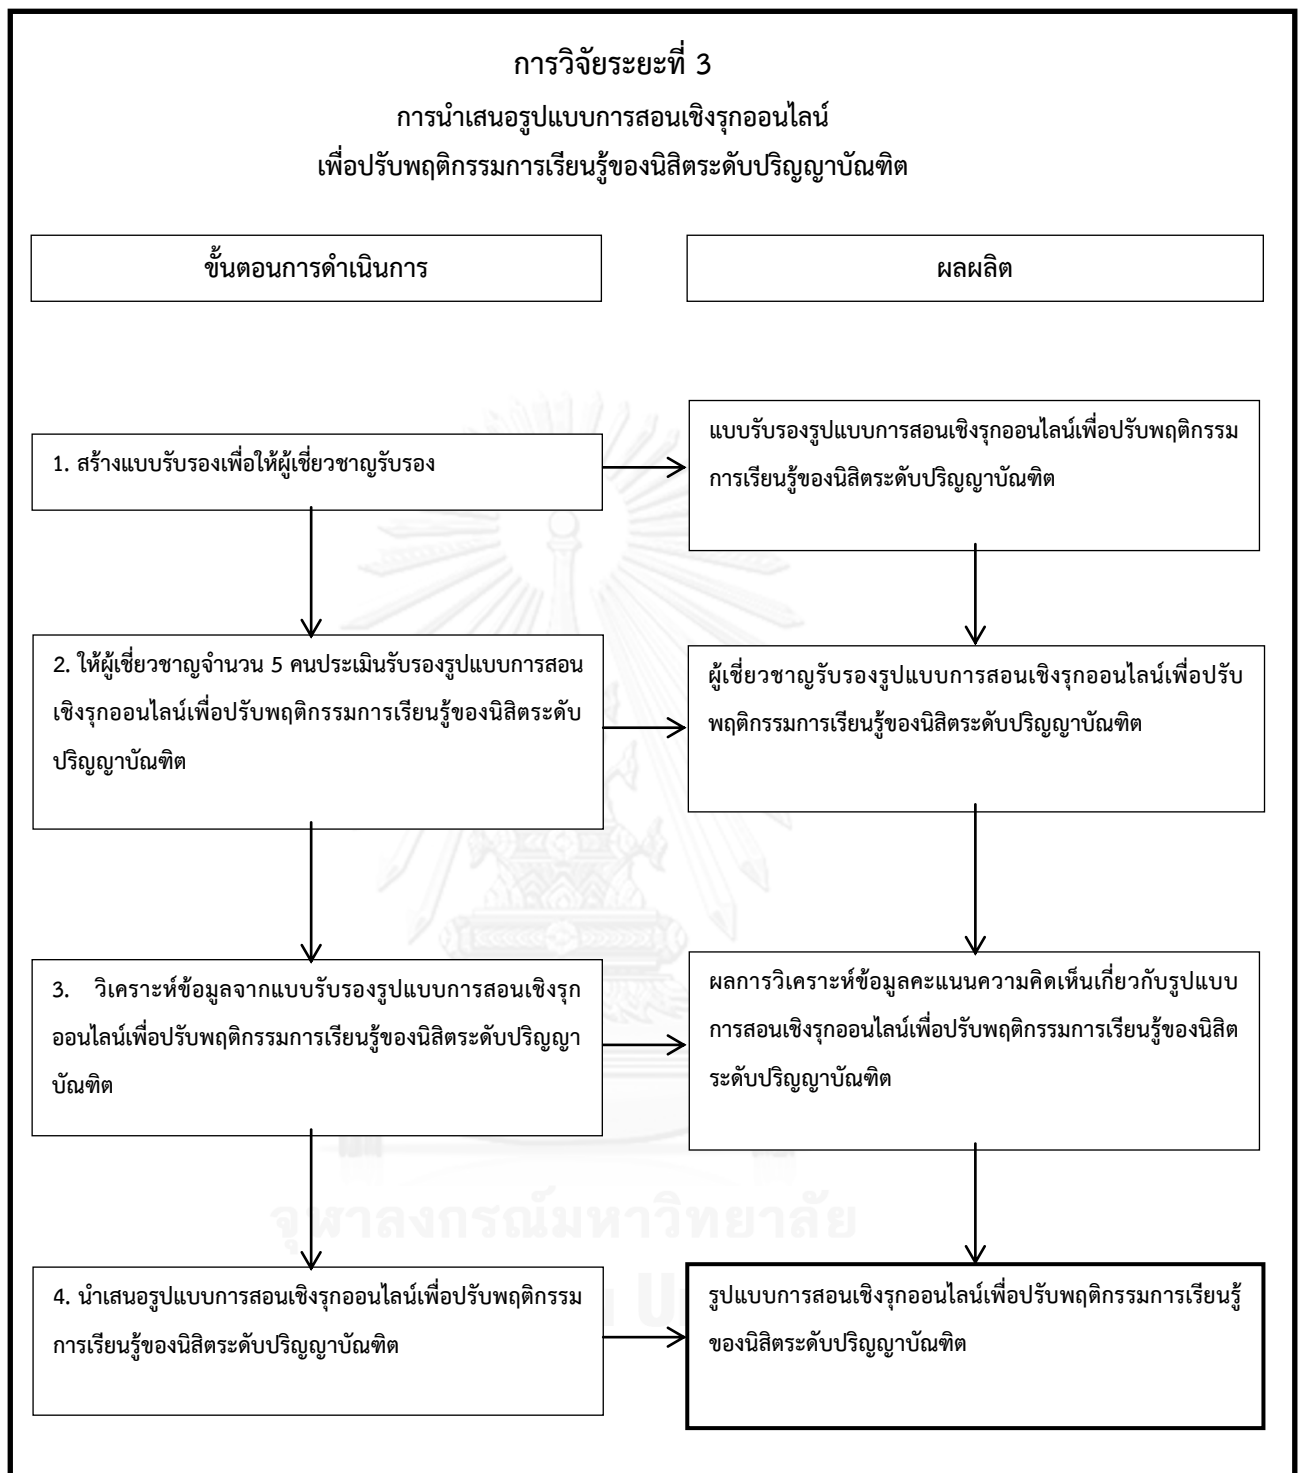 การวิจัยระยะที่ 3
การนำเสนอรูปแบบการสอนเชิงรุกออนไลน์
เพื่อปรับพฤติกรรมการเรียนรู้ของนิสิตระดับปริญญาบัณฑิต
ขั้นตอนการดำเนินการ
ผลผลิต
1. สร้างแบบรับรองเพื่อให้ผู้เชี่ยวชาญรับรอง
แบบรับรองรูปแบบการสอนเชิงรุกออนไลน์เพื่อปรับพฤติกรรม
การเรียนรู้ของนิสิตระดับปริญญาบัณฑิต
2. ให้ผู้เชี่ยวชาญจำนวน 5 คนประเมินรับรองรูปแบบการสอน
เชิงรุกออนไลน์เพื่อปรับพฤติกรรมการเรียนรู้ของนิสิตระดับ
ปริญญาบัณฑิต
ผู้เชี่ยวชาญรับรองรูปแบบการสอนเชิงรุกออนไลน์เพื่อปรับ
พฤติกรรมการเรียนรู้ของนิสิตระดับปริญญาบัณฑิต
3. วิเคราะห์ข้อมูลจากแบบรับรองรูปแบบการสอนเชิงรุก
ออนไลน์เพื่อปรับพฤติกรรมการเรียนรู้ของนิสิตระดับปริญญา
บัณฑิต
ผลการวิเคราะห์ข้อมูลคะแนนความคิดเห็นเกี่ยวกับรูปแบบ
การสอนเชิงรุกออนไลน์เพื่อปรับพฤติกรรมการเรียนรู้ของนิสิต
ระดับปริญญาบัณฑิต
จุฬาลงกรณ์มหาวิทยาลัย
4. นำเสนอรูปแบบการสอนเชิงรุกออนไลน์เพื่อปรับพฤติกรรม
การเรียนรู้ของนิสิตระดับปริญญาบัณฑิต
รูปแบบการสอนเชิงรุกออนไลน์เพื่อปรับพฤติกรรมการเรียนรู้
ของนิสิตระดับปริญญาบัณฑิต